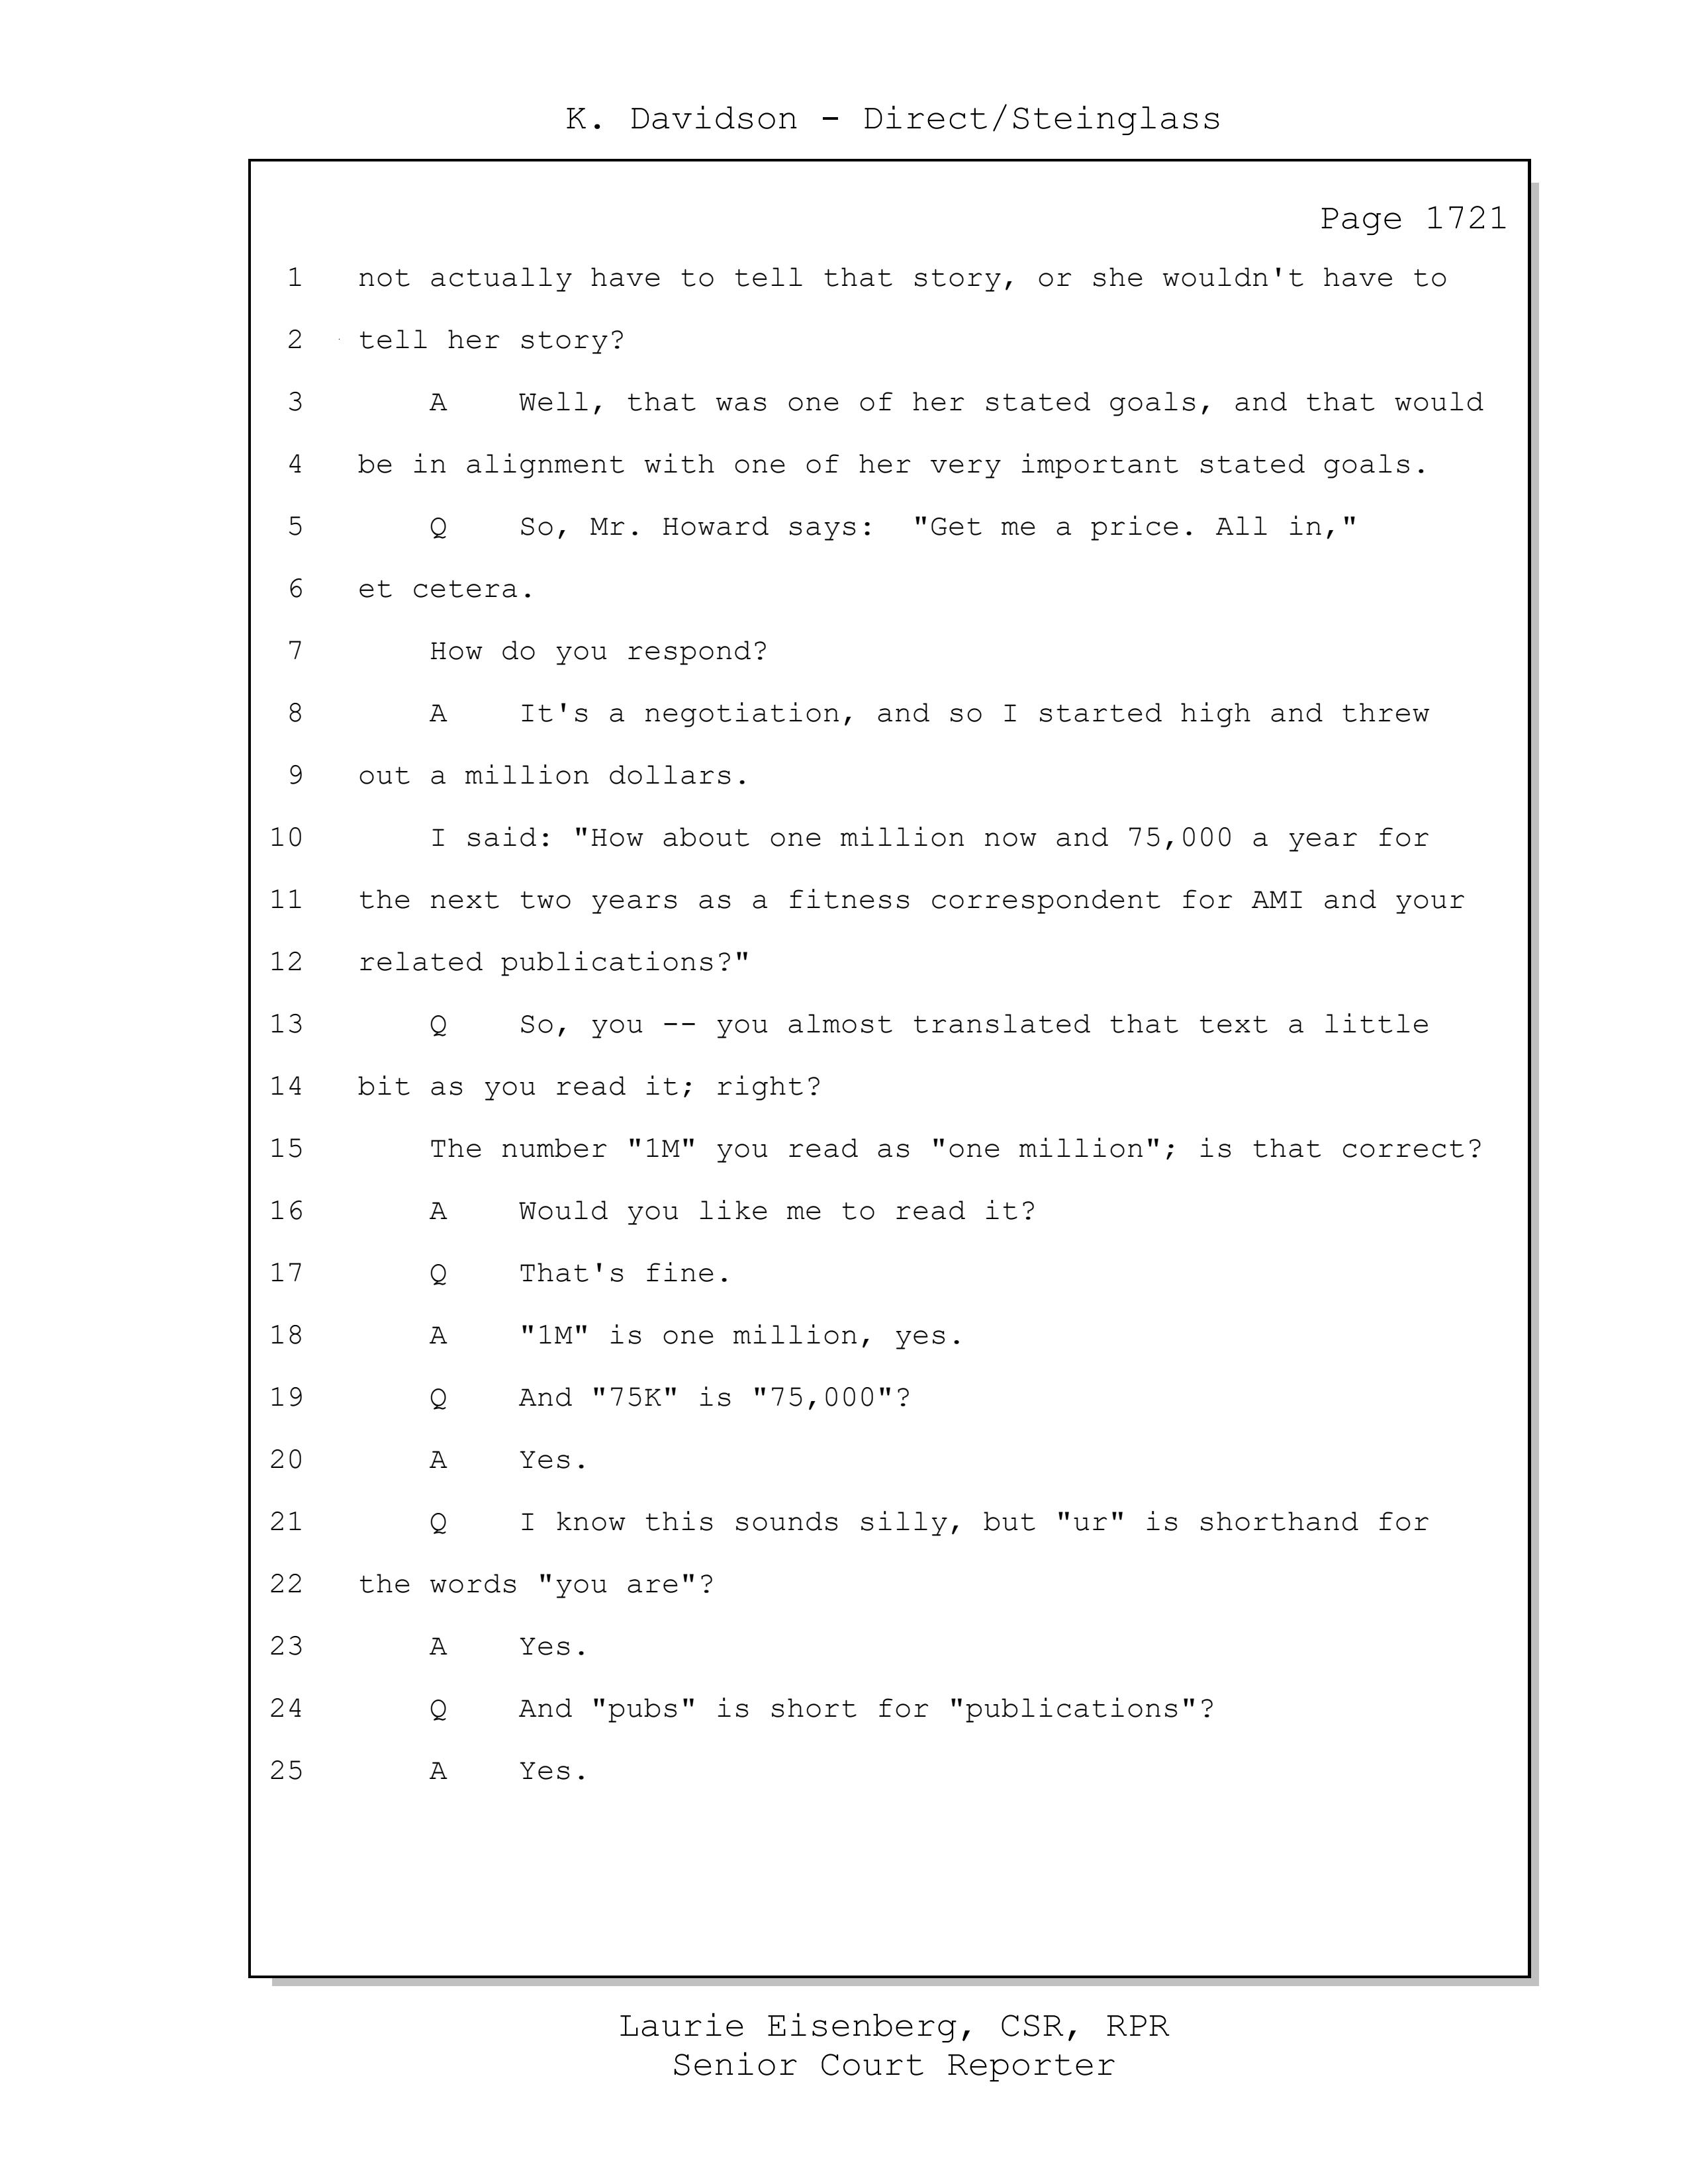 K. Davidson - Direct/Steinglass
Page 1721
1 not actually have to tell that story, or she wouldn't have to
2 tell her story?
3 A Well, that was one of her stated goals, and that would
4 be in alignment with one of her very important stated goals.
5 Q So, Mr. Howard says: "Get me a price. All in,"
6 et cetera.
7 How do you respond?
8 A It's a negotiation, and so I started high and threw
9 out a million dollars.
10 I said: "How about one million now and 75,000 a year for
11 the next two years as a fitness correspondent for AMI and your
12 related publications?"
13 Q So, you -- you almost translated that text a little
14 bit as you read it; right?
15 The number "1M" you read as "one million"; is that correct?
16 A Would you like me to read it?
17 Q That's fine.
18 A "1M" is one million, yes.
19 Q And "75K" is "75,000"?
20 A Yes.
21 Q I know this sounds silly, but "ur" is shorthand for
22 the words "you are"?
23 A Yes.
24 Q And "pubs" is short for "publications"?
25 A Yes.
Laurie Eisenberg, CSR, RPR
Senior Court Reporter